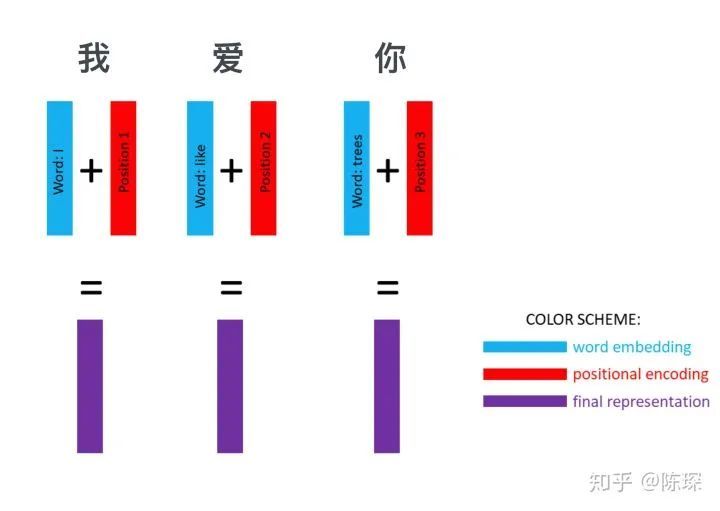 我 爱 你
Word: I + Position 1 Word: like + Position 2 Word: trees + Position 3
= = =
COLOR SCHEME:
word embedding
positional encoding
final representation
知乎 @陈琛